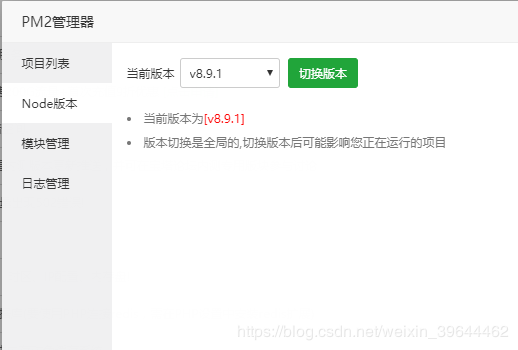 PM2管理器
项目列表
Node版本
模块管理
日志管理
当前版本 v8.9.1 切换版本
当前版本为[v8.9.1]
版本切换是全局的,切换版本后可能影响您正在运行的项目
https://blog.csdn.net/weixin_39644462